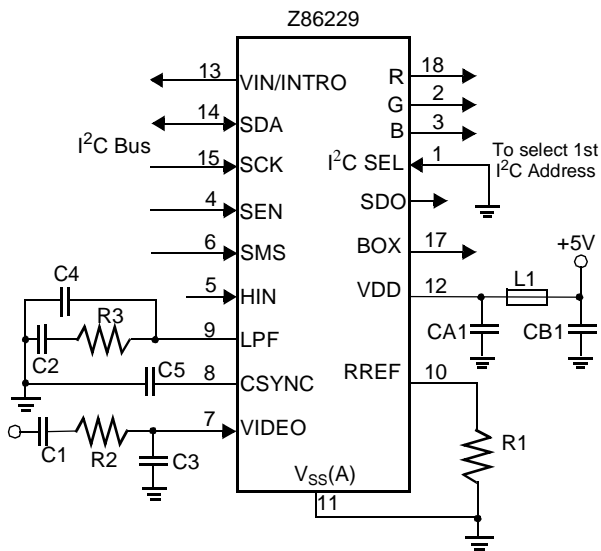 Z86229
13 VIN/INTRO
R 18
G 2
B 3
14 SDA
I²C Bus
15 SCK
I²C SEL 1
To select 1st
I²C Address
4 SEN
SDO
6 SMS
BOX 17
+5V
5 HIN
VDD 12
L1
CA1
CB1
C4
R3
C2
9 LPF
C5
8 CSYNC
RREF 10
7 VIDEO
C1
R2
C3
R1
VSS(A)
11